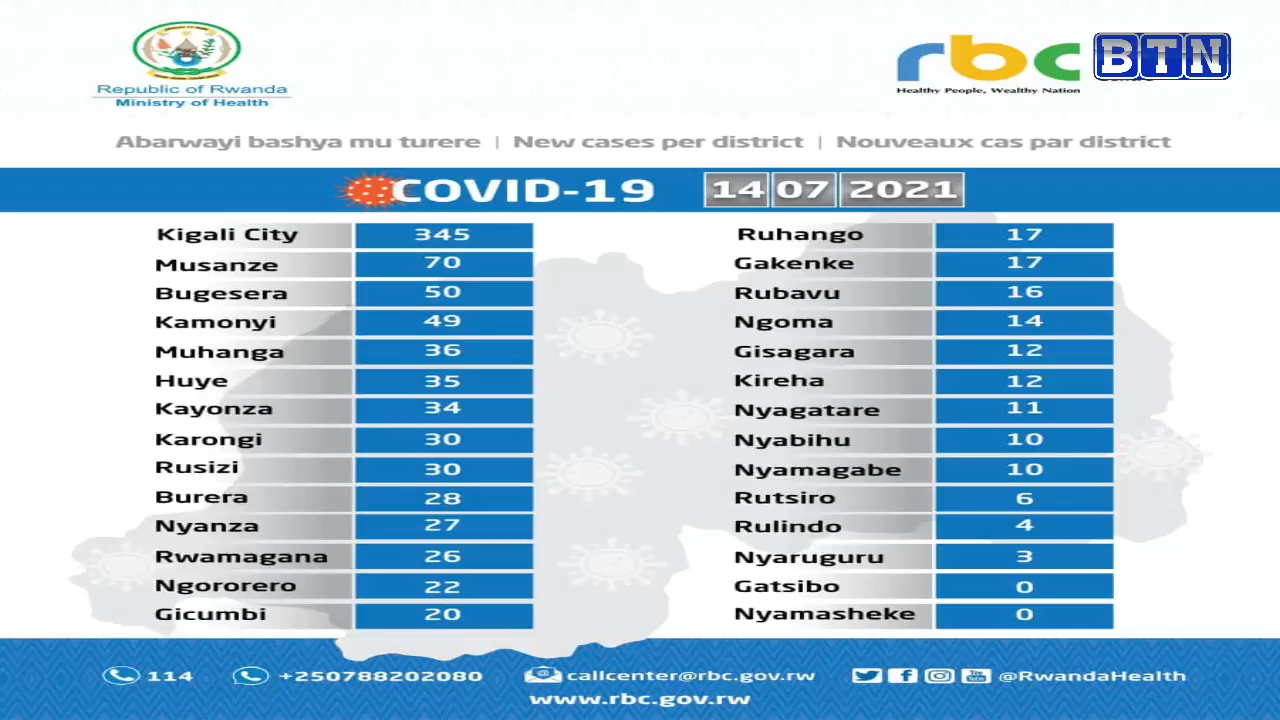 Republic of Rwanda
Ministry of Health
rbc
BTN
Healthy People, Wealthy Nation
Abarwayi bashya mu turere | New cases per district | Nouveaux cas par district
COVID-19 14 07 2021
Kigali City 345
Musanze 70
Bugesera 50
Kamonyi 49
Muhanga 36
Huye 35
Kayonza 34
Karongi 30
Rusizi 30
Burera 28
Nyanza 27
Rwamagana 26
Ngororero 22
Gicumbi 20
Ruhango 17
Gakenke 17
Rubavu 16
Ngoma 14
Gisagara 12
Kireha 12
Nyagatare 11
Nyabihu 10
Nyamagabe 10
Rutsiro 6
Rulindo 4
Nyaruguru 3
Gatsibo 0
Nyamasheke 0
114 +250788202080 callcenter@rbc.gov.rw @RwandaHealth
www.rbc.gov.rw